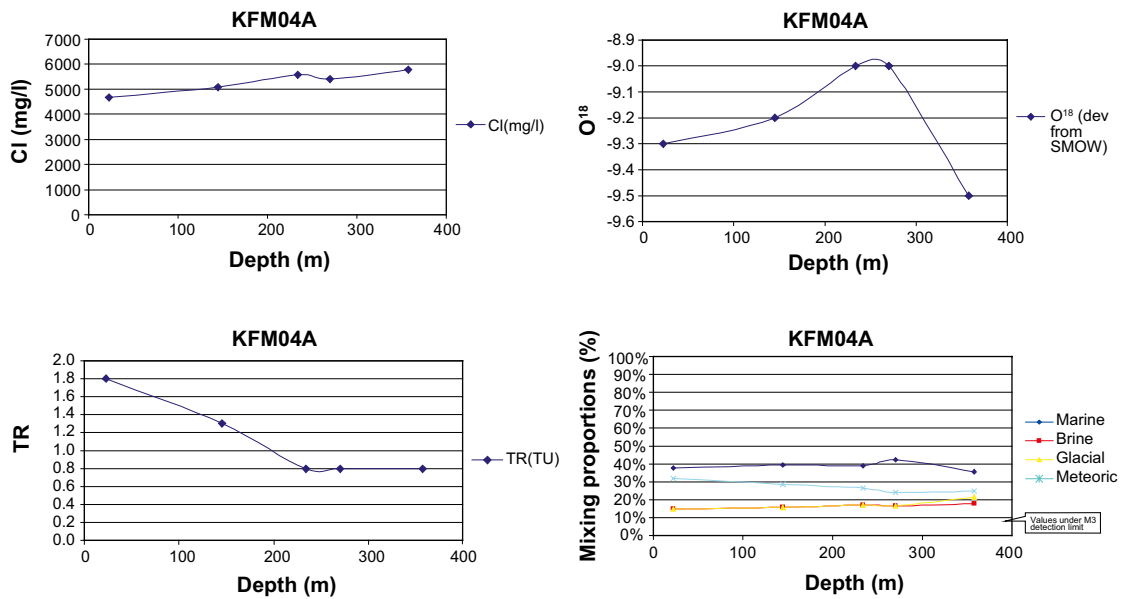 KFM04A
7000
6000
5000
4000
3000
2000
1000
0
Cl (mg/l)
0 100 200 300 400
Depth (m)
Cl(mg/l)
KFM04A
-8.9
-9.0
-9.1
-9.2
-9.3
-9.4
-9.5
-9.6
O¹⁸
0 100 200 300 400
Depth (m)
O¹⁸ (dev
from
SMOW)
KFM04A
2.0
1.8
1.6
1.4
1.2
1.0
0.8
0.6
0.4
0.2
0.0
TR
0 100 200 300 400
Depth (m)
TR(TU)
KFM04A
100%
90%
80%
70%
60%
50%
40%
30%
20%
10%
0%
Mixing proportions (%)
0 100 200 300 400
Depth (m)
Marine
Brine
Glacial
Meteoric
Values under M3
detection limit